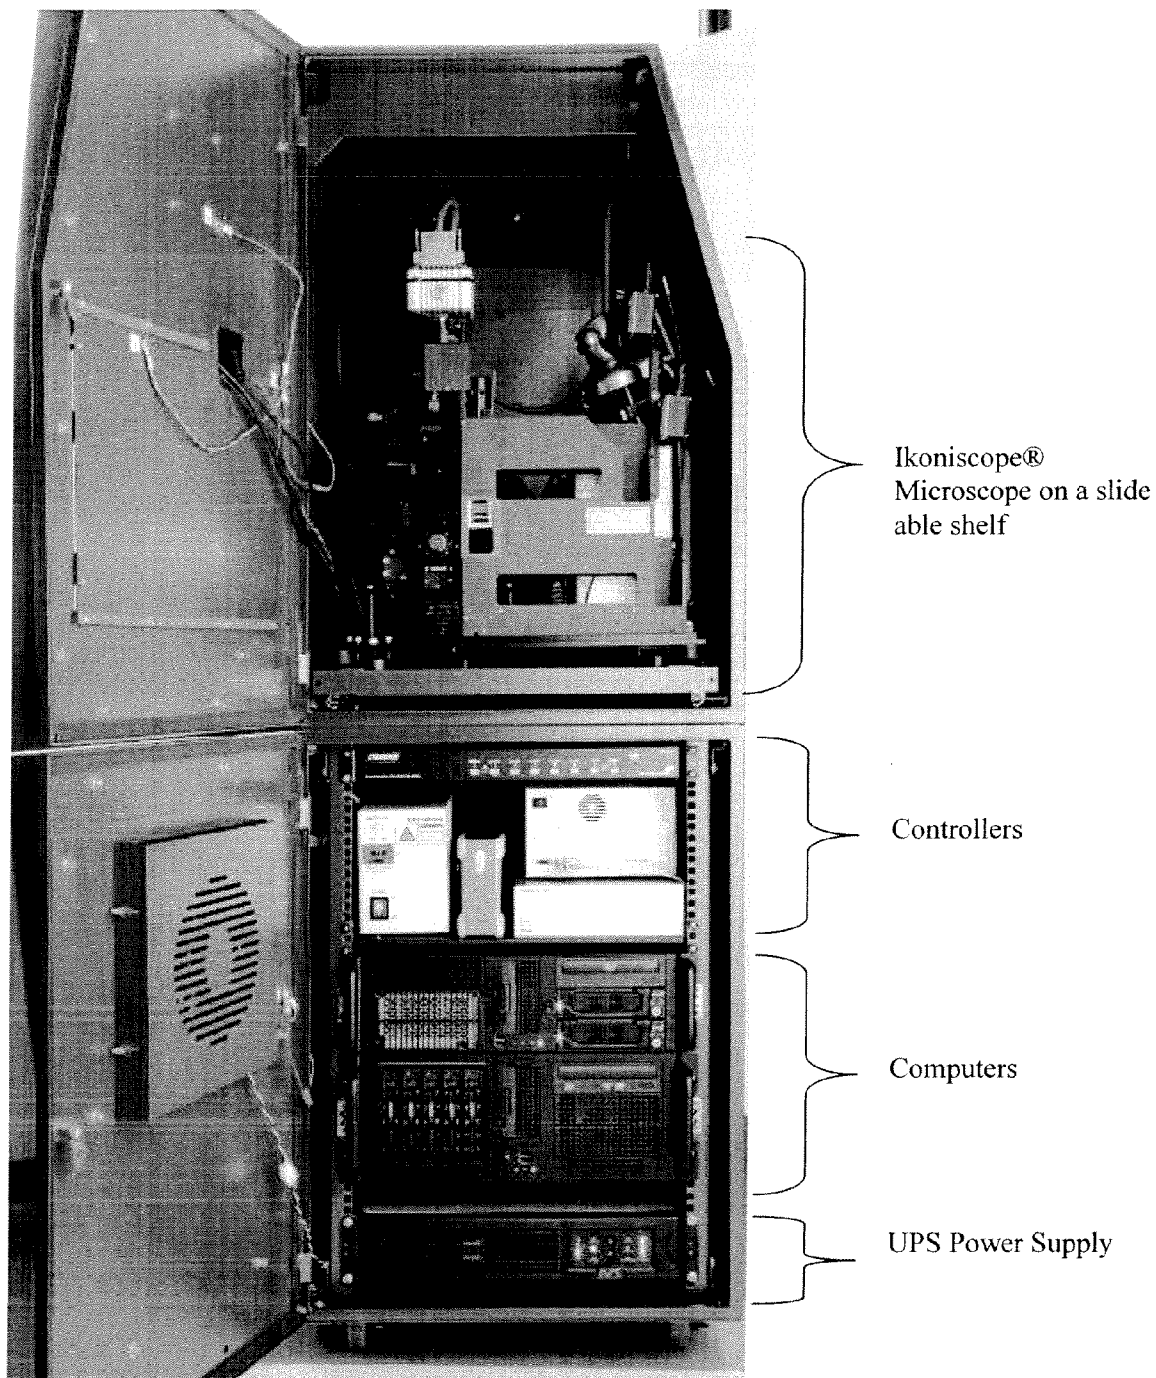 Ikoniscope®
Microscope on a slide
able shelf
Controllers
Computers
UPS Power Supply